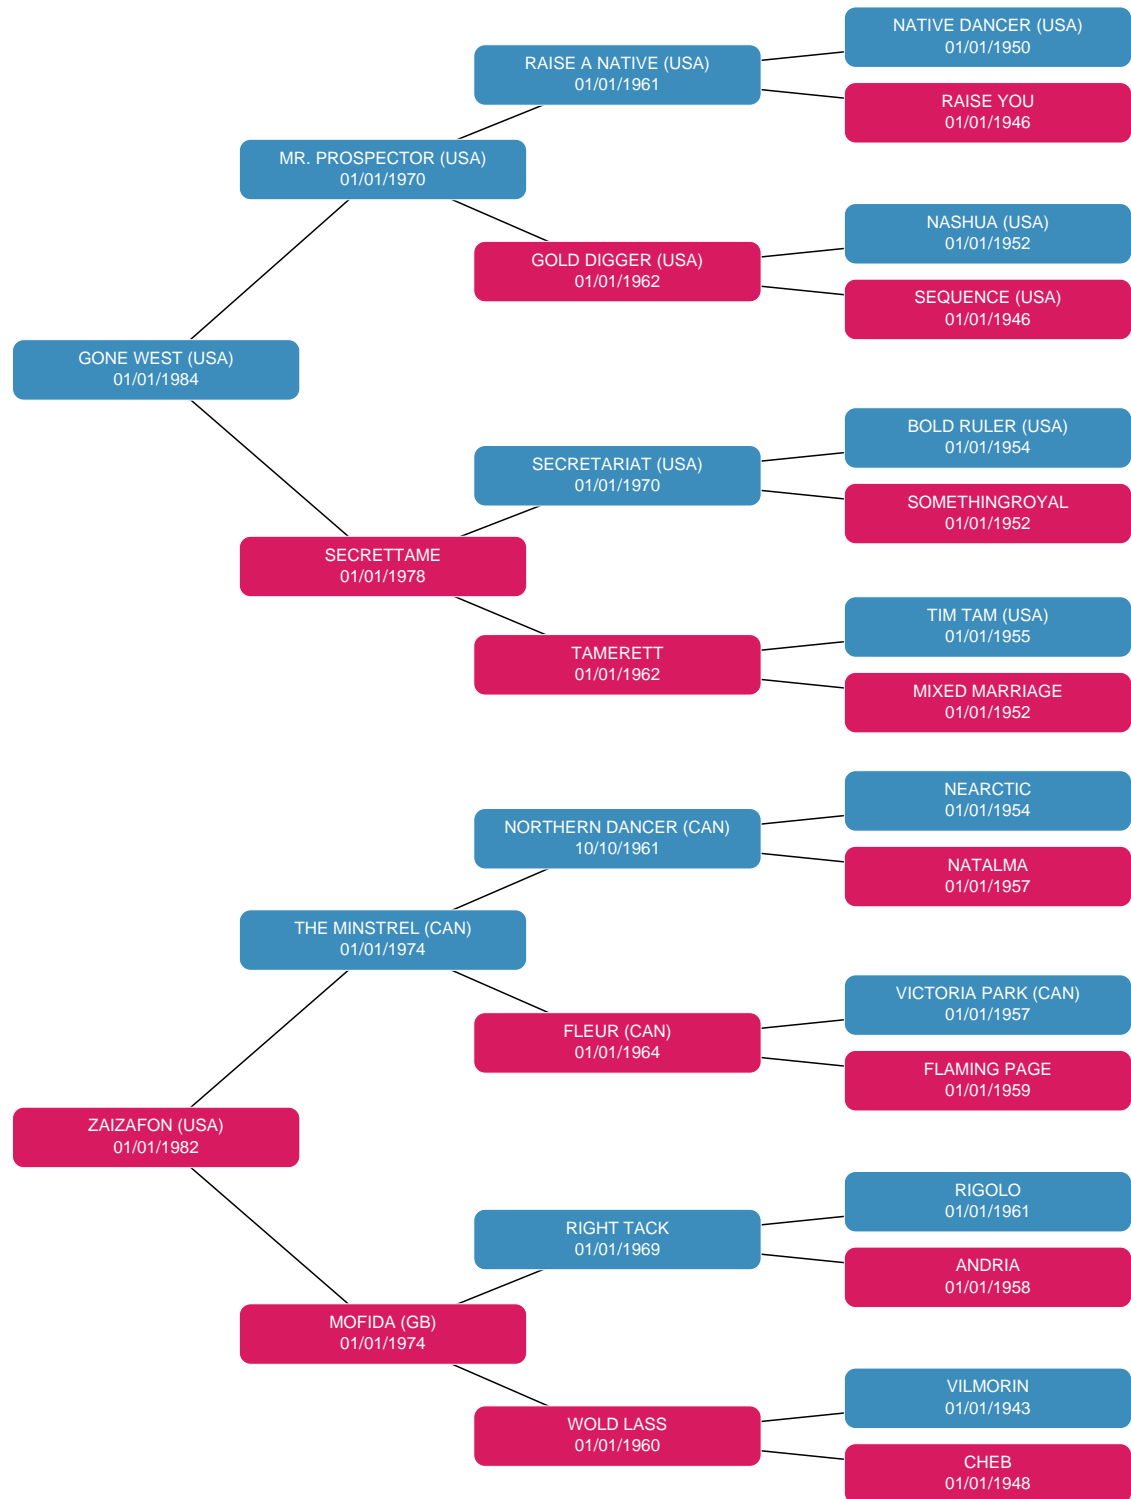 NATIVE DANCER (USA)
01/01/1950
RAISE A NATIVE (USA)
01/01/1961
RAISE YOU
01/01/1946
MR. PROSPECTOR (USA)
01/01/1970
NASHUA (USA)
01/01/1952
GOLD DIGGER (USA)
01/01/1962
SEQUENCE (USA)
01/01/1946
GONE WEST (USA)
01/01/1984
BOLD RULER (USA)
01/01/1954
SECRETARIAT (USA)
01/01/1970
SOMETHINGROYAL
01/01/1952
SECRETTAME
01/01/1978
TIM TAM (USA)
01/01/1955
TAMERETT
01/01/1962
MIXED MARRIAGE
01/01/1952
NEARCTIC
01/01/1954
NORTHERN DANCER (CAN)
10/10/1961
NATALMA
01/01/1957
THE MINSTREL (CAN)
01/01/1974
VICTORIA PARK (CAN)
01/01/1957
FLEUR (CAN)
01/01/1964
FLAMING PAGE
01/01/1959
ZAIZAFON (USA)
01/01/1982
RIGOLO
01/01/1961
RIGHT TACK
01/01/1969
ANDRIA
01/01/1958
MOFIDA (GB)
01/01/1974
VILMORIN
01/01/1943
WOLD LASS
01/01/1960
CHEB
01/01/1948